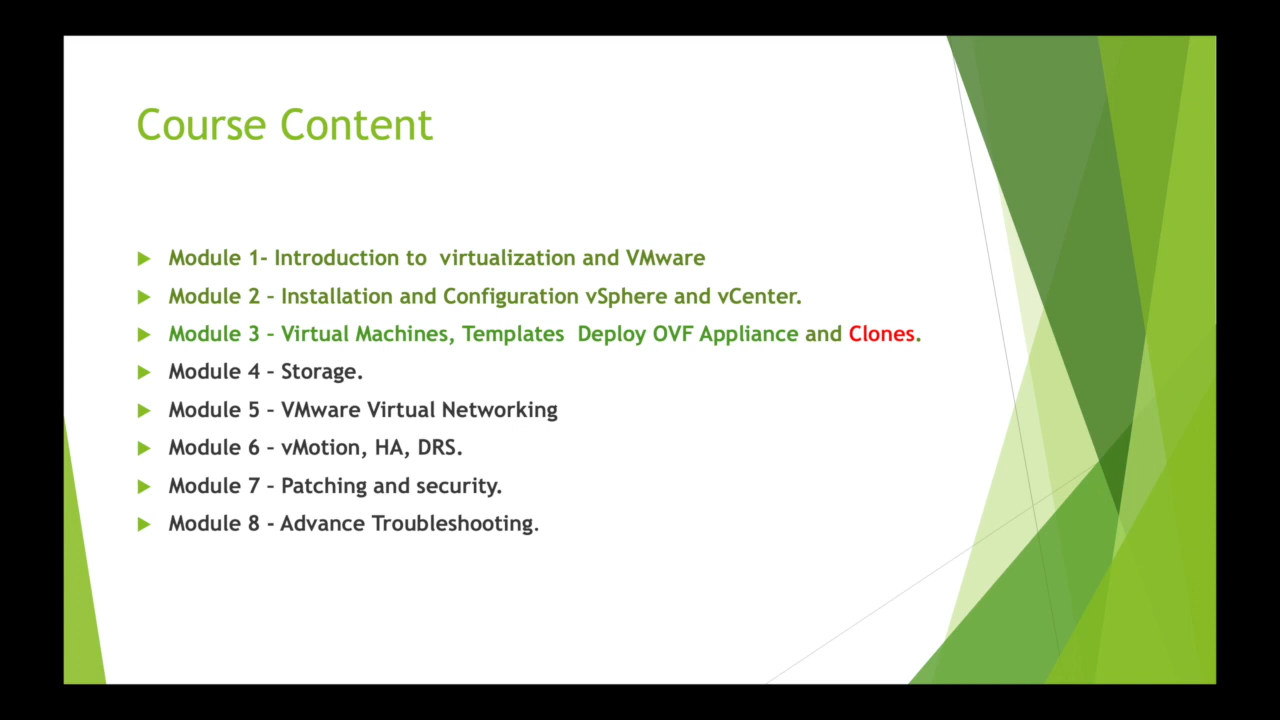 Course Content
Module 1- Introduction to  virtualization and VMware
Module 2 – Installation and Configuration vSphere and vCenter.
Module 3 – Virtual Machines, Templates  Deploy OVF Appliance and Clones.
Module 4 – Storage.
Module 5 – VMware Virtual Networking
Module 6 – vMotion, HA, DRS.
Module 7 – Patching and security.
Module 8 - Advance Troubleshooting.